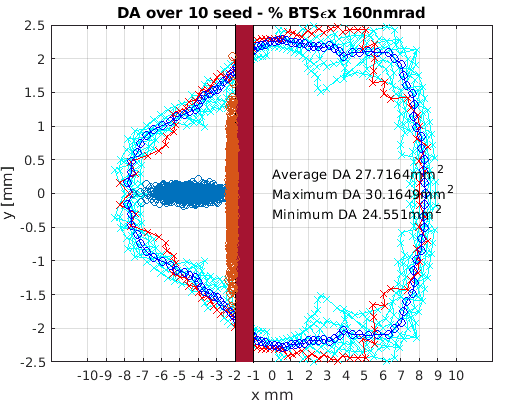 DA over 10 seed - % BTSϵx 160nmrad
2.5
2
1.5
1
0.5
0
-0.5
-1
-1.5
-2
-2.5
y [mm]
Average DA 27.7164mm²
Maximum DA 30.1649mm²
Minimum DA 24.551mm²
-10 -9 -8 -7 -6 -5 -4 -3 -2 -1 0 1 2 3 4 5 6 7 8 9 10
x mm